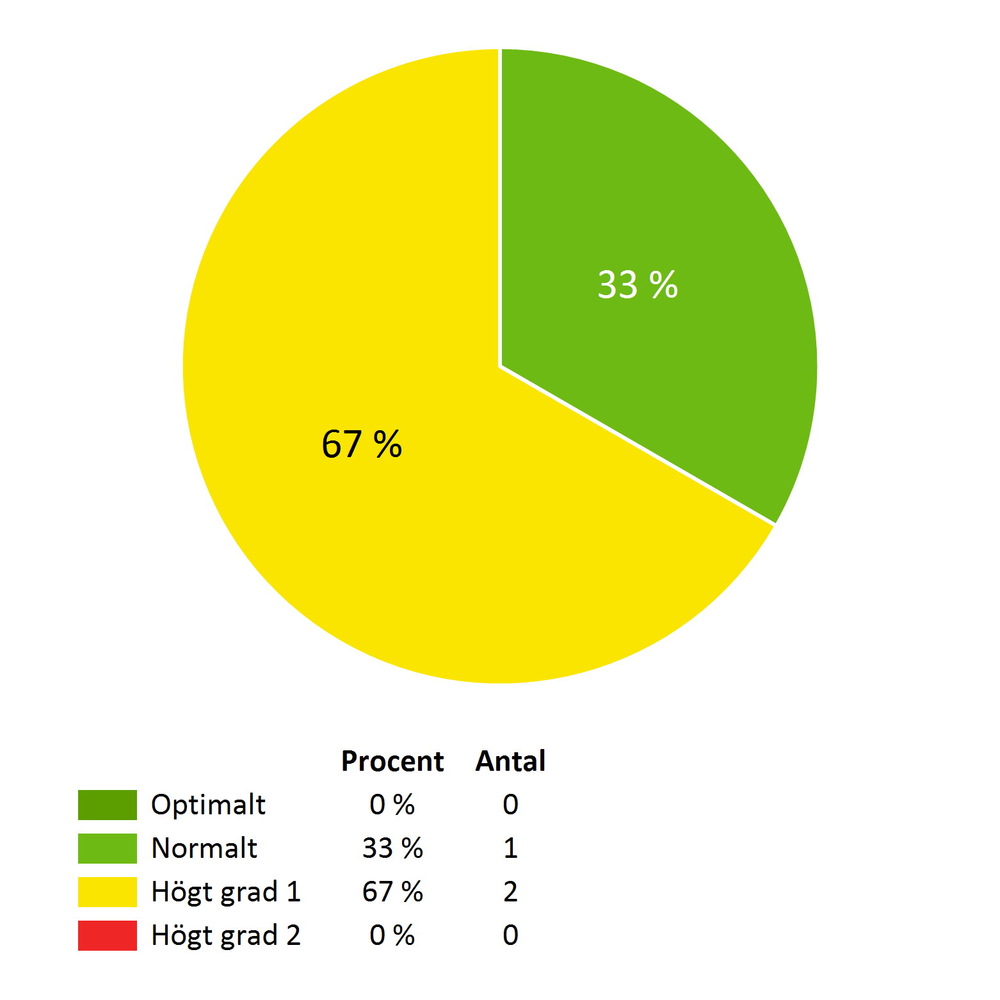 33 %
67 %
Procent Antal
Optimalt 0 % 0
Normalt 33 % 1
Högt grad 1 67 % 2
Högt grad 2 0 % 0